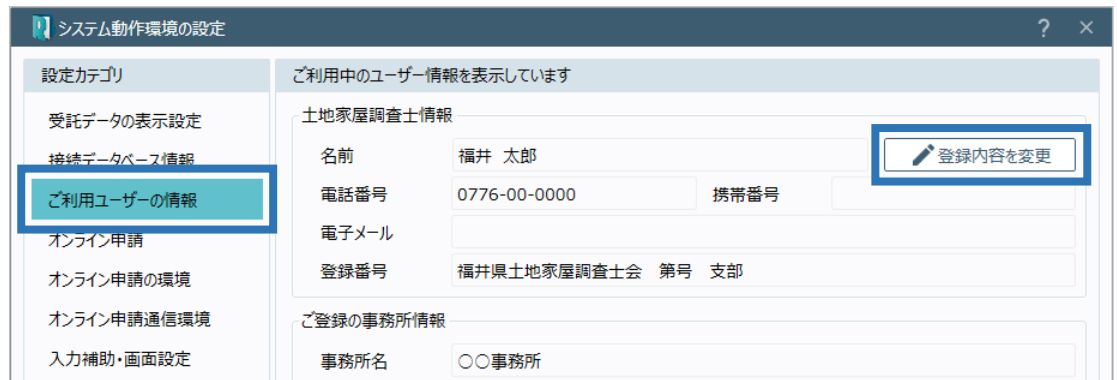 システム動作環境の設定
? ×
設定カテゴリ
受託データの表示設定
接続データベース情報
ご利用ユーザーの情報
オンライン申請
オンライン申請の環境
オンライン申請通信環境
入力補助・画面設定
ご利用中のユーザー情報を表示しています
土地家屋調査士情報
名前 福井 太郎 登録内容を変更
電話番号 0776-00-0000 携帯番号
電子メール
登録番号 福井県土地家屋調査士会 第号 支部
ご登録の事務所情報
事務所名 〇〇事務所